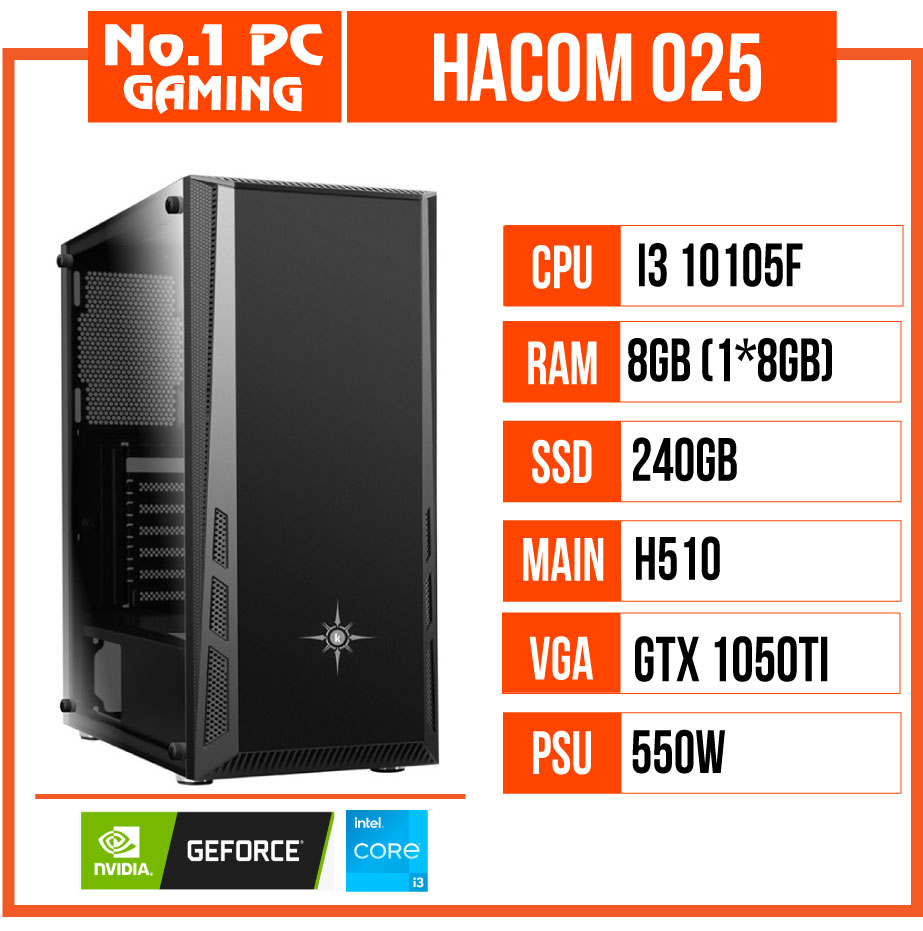 No.1 PC
GAMING
HACOM 025
CPU I3 10105F
RAM 8GB (1*8GB)
SSD 240GB
MAIN H510
VGA GTX 1050TI
PSU 550W
k
NVIDIA.
GEFORCE
intel.
CORE
i3